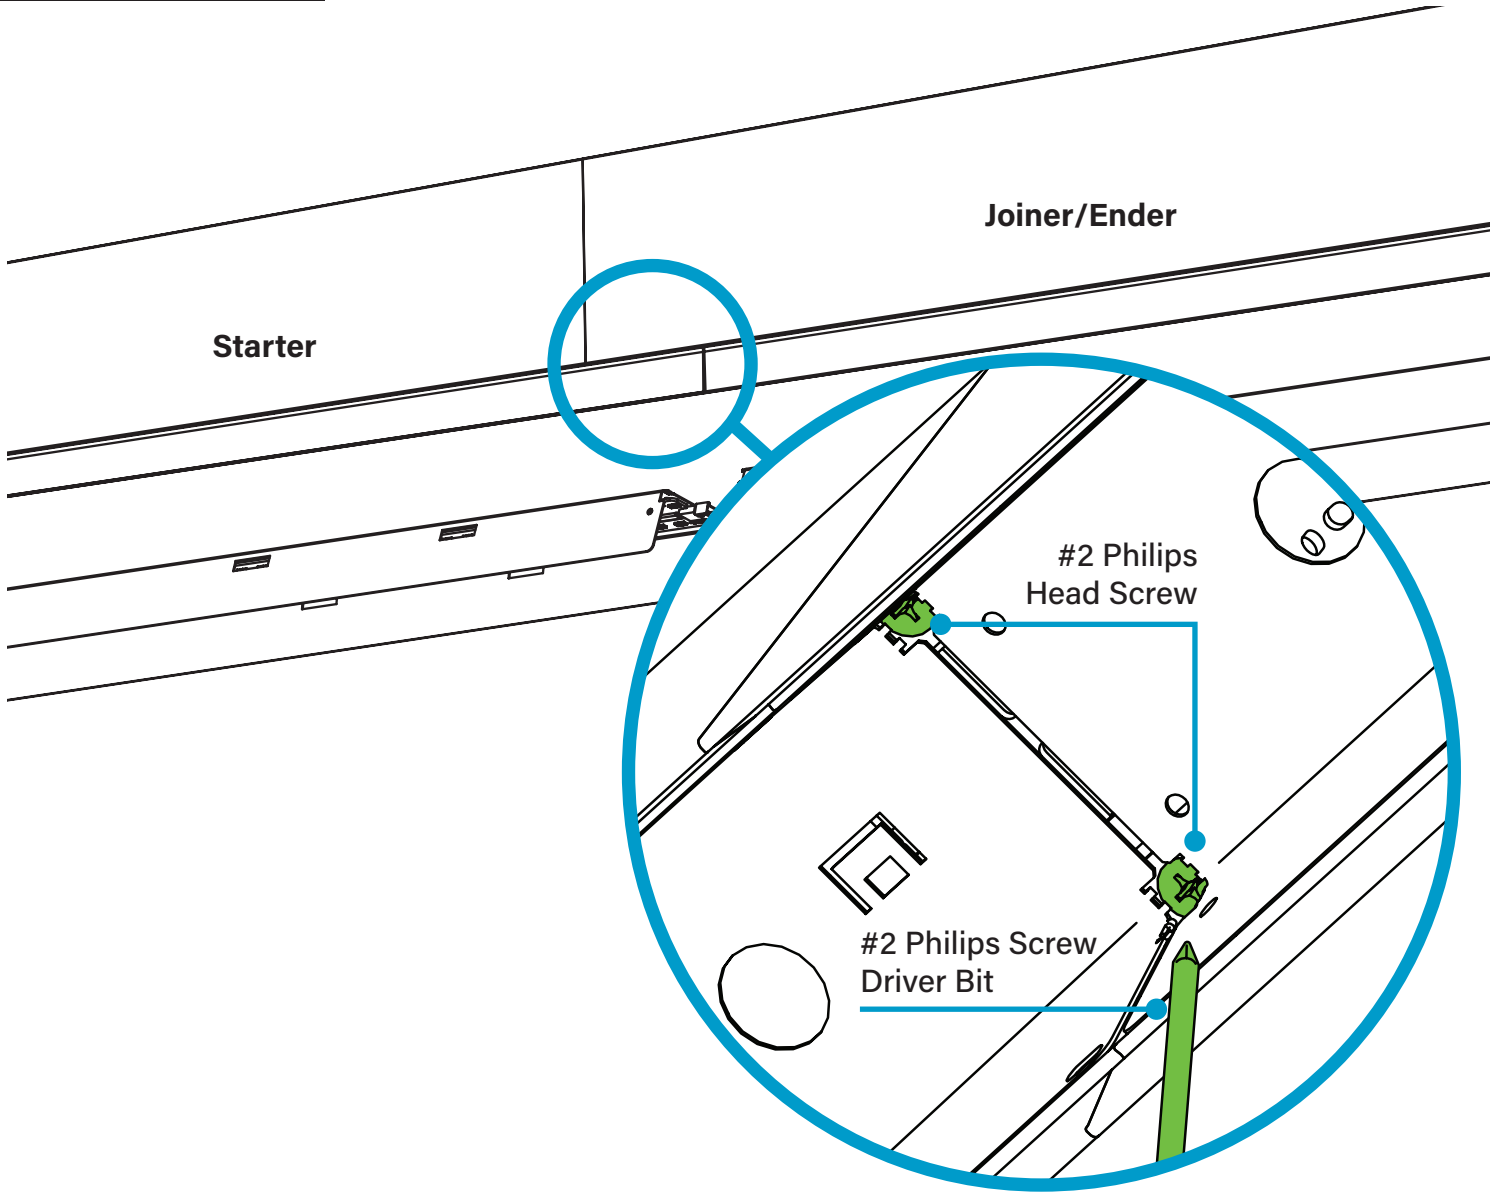 Joiner/Ender
Starter
#2 Philips
Head Screw
#2 Philips Screw
Driver Bit